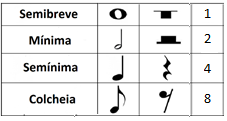 Semibreve 1
Mínima 2
Semínima 4
Colcheia 8